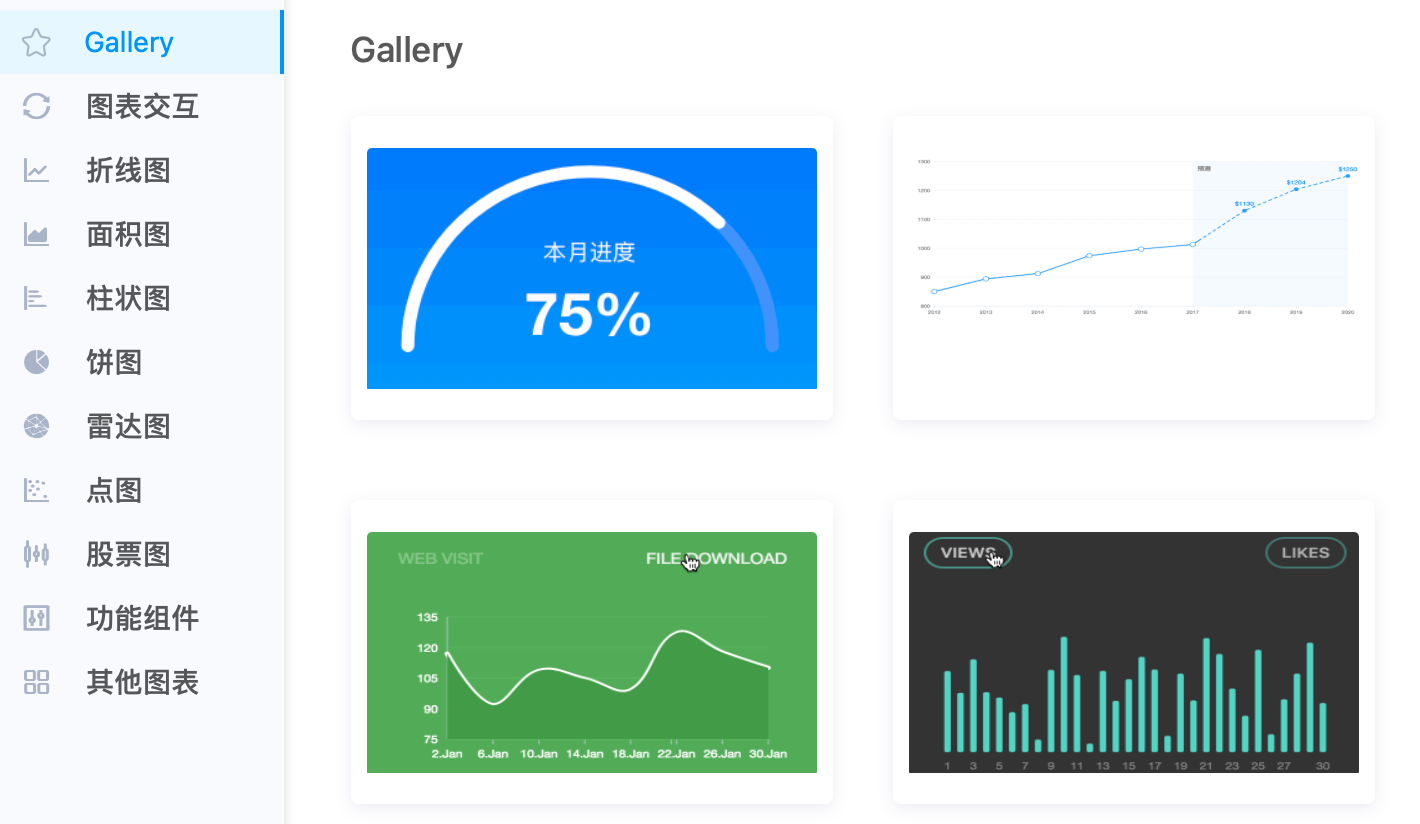 Gallery
图表交互
折线图
面积图
柱状图
饼图
雷达图
点图
股票图
功能组件
其他图表
Gallery
本月进度
75%
1300
1200
1100
1000
900
800
预测
$1130
$1204
$1250
2012 2013 2014 2015 2016 2017 2018 2019 2020
WEB VISIT FILE DOWNLOAD
135
120
105
90
75
2.Jan 6.Jan 10.Jan 14.Jan 18.Jan 22.Jan 26.Jan 30.Jan
VIEWS LIKES
1 3 5 7 9 11 13 15 17 19 21 23 25 27 30